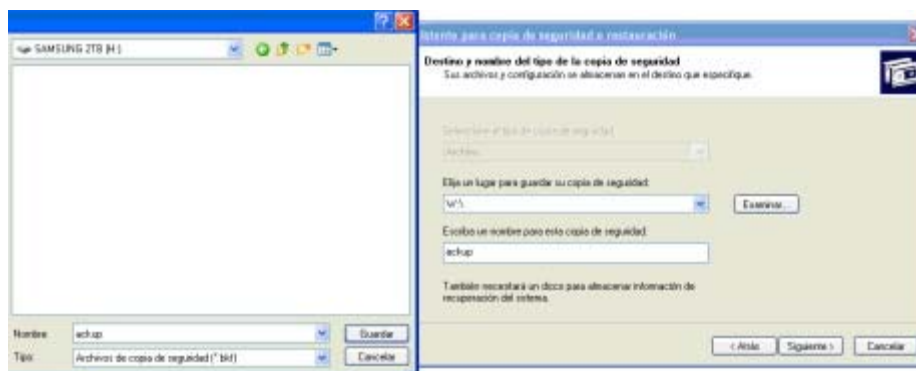 SAMSUNG 2TB (H:)
Nombre: echup Guardar
Tipo: Archivos de copia de seguridad (*.bkf) Cancelar
istente para copia de seguridad o restauración
Destino y nombre del tipo de la copia de seguridad
Sus archivos y configuración se almacenan en el destino que especifique.
Seleccione el tipo de copia de seguridad:
Archivo
Elija un lugar para guardar su copia de seguridad:
Examinar...
Escriba un nombre para esta copia de seguridad:
echup
También necesitará un disco para almacenar información de
recuperación del sistema.
< Atrás Siguiente > Cancelar